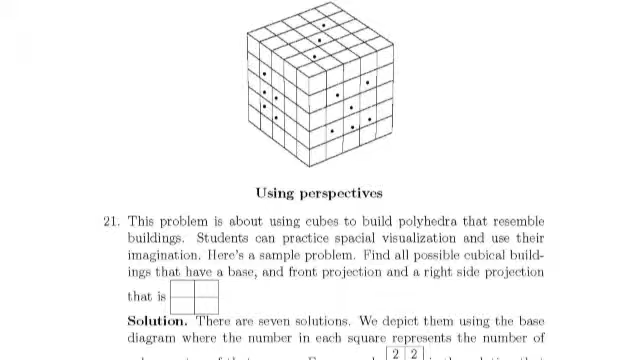 Using perspectives
21. This problem is about using cubes to build polyhedra that resemble
buildings. Students can practice spacial visualization and use their
imagination. Here's a sample problem. Find all possible cubical build-
ings that have a base, and front projection and a right side projection
that is
Solution. There are seven solutions. We depict them using the base
diagram where the number in each square represents the number of
2 2